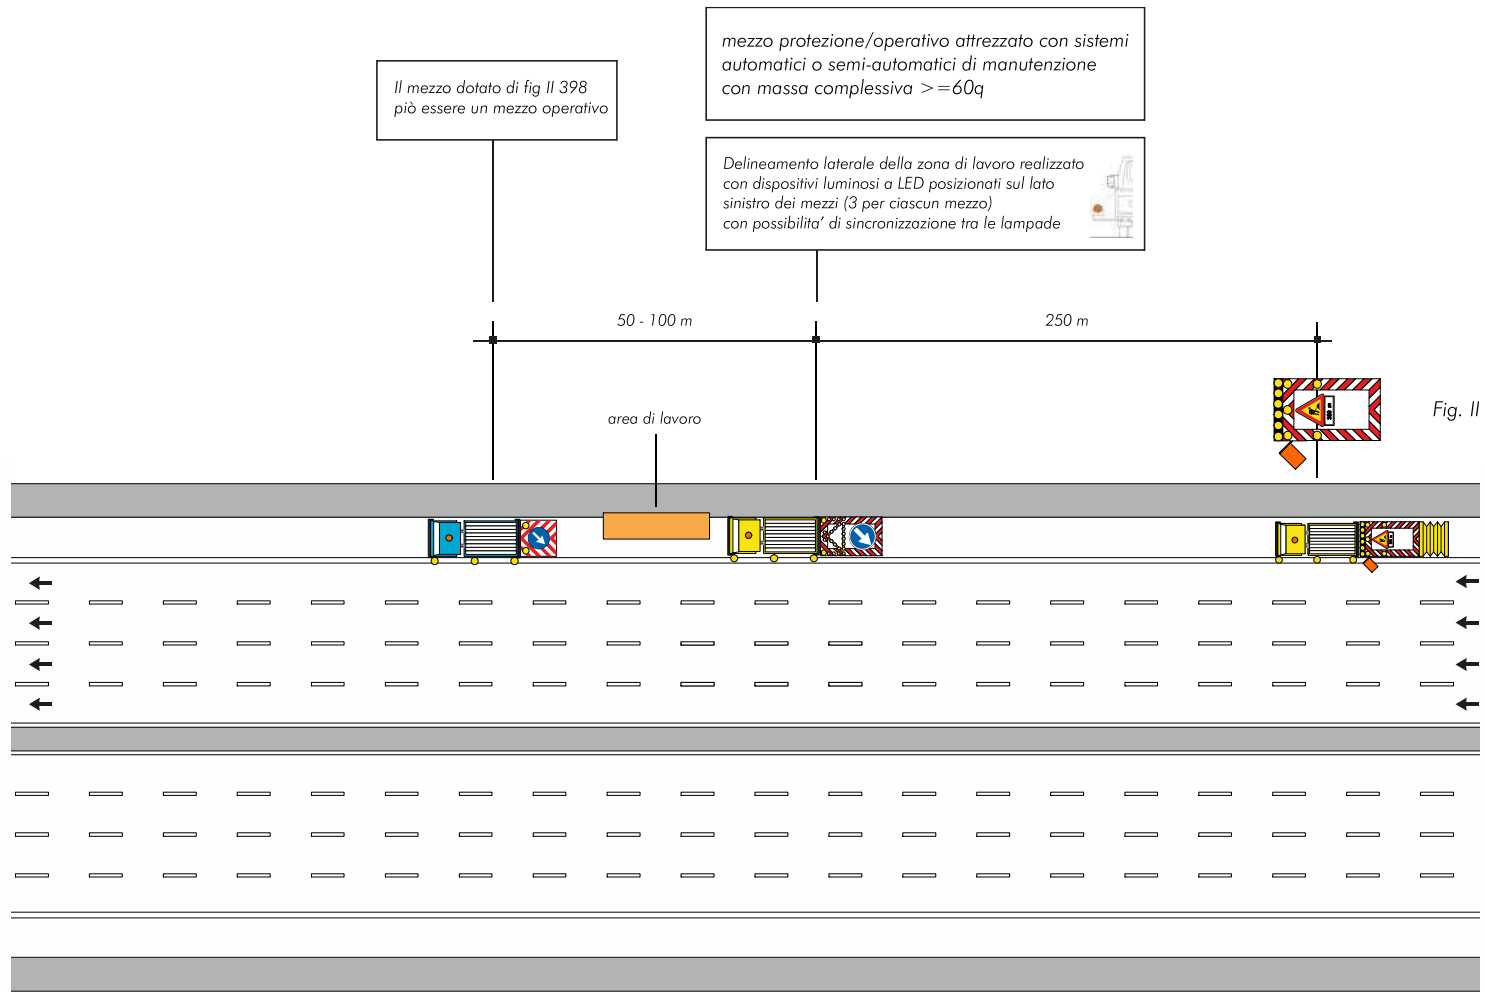 mezzo protezione/operativo attrezzato con sistemi
automatici o semi-automatici di manutenzione
con massa complessiva >=60q
Il mezzo dotato di fig II 398
piò essere un mezzo operativo
Delineamento laterale della zona di lavoro realizzato
con dispositivi luminosi a LED posizionati sul lato
sinistro dei mezzi (3 per ciascun mezzo)
con possibilita' di sincronizzazione tra le lampade
50 - 100 m
250 m
area di lavoro
Fig. II